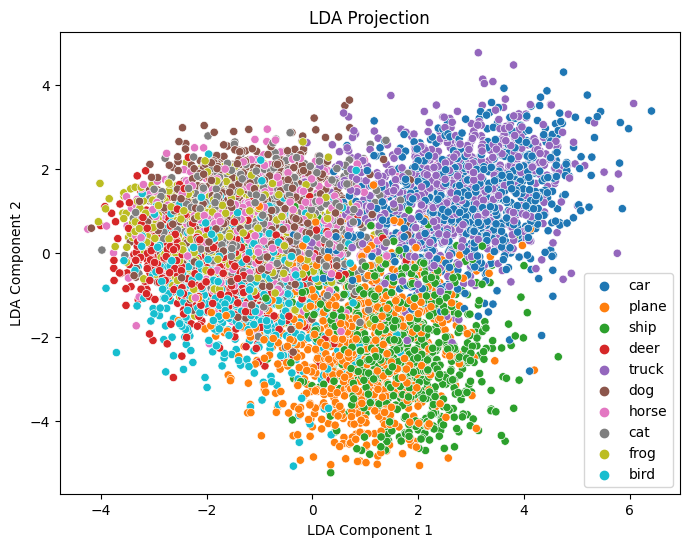 LDA Projection
4
2
0
−2
−4
LDA Component 2
−4
−2
0
2
4
6
LDA Component 1
car
plane
ship
deer
truck
dog
horse
cat
frog
bird